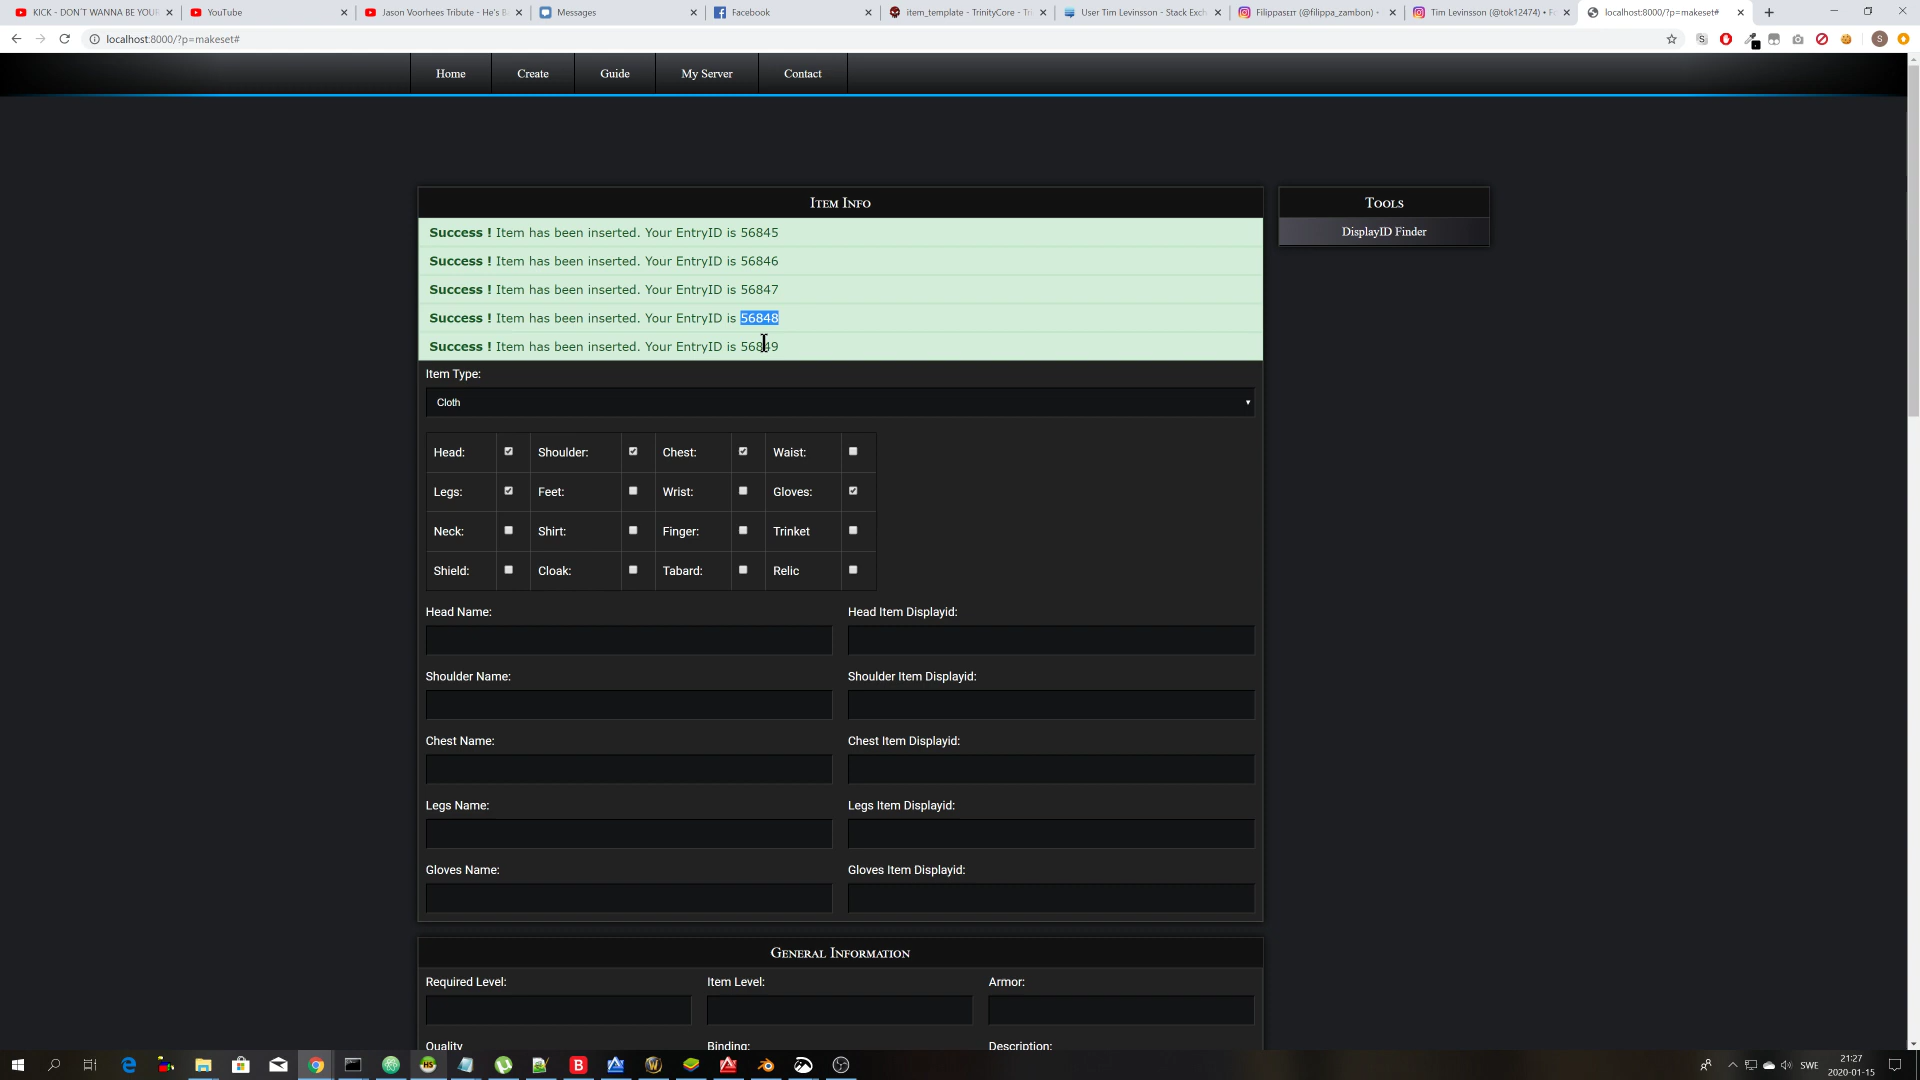 KICK - DON´T WANNA BE YOUR
YouTube
Jason Voorhees Tribute - He's B
Messages
Facebook
item_template - TrinityCore - Tri
User Tim Levinsson - Stack Exch
(@filippa_zambon) •
Tim Levinsson (@tok12474) •
localhost:8000/?p=makeset#
localhost:8000/?p=makeset#
Home
Create
Guide
My Server
Contact
Item Info
Tools
Success ! Item has been inserted. Your EntryID is 56845
DisplayID Finder
Success ! Item has been inserted. Your EntryID is 56846
Success ! Item has been inserted. Your EntryID is 56847
Success ! Item has been inserted. Your EntryID is 56848
Success ! Item has been inserted. Your EntryID is 56849
Item Type:
Cloth
Head: Shoulder: Chest: Waist:
Legs: Feet: Wrist: Gloves:
Neck: Shirt: Finger: Trinket
Shield: Cloak: Tabard: Relic
Head Name: Head Item Displayid:
Shoulder Name: Shoulder Item Displayid:
Chest Name: Chest Item Displayid:
Legs Name: Legs Item Displayid:
Gloves Name: Gloves Item Displayid:
General Information
Required Level: Item Level: Armor:
Quality Binding: Description:
SWE
21:27
2020-01-15